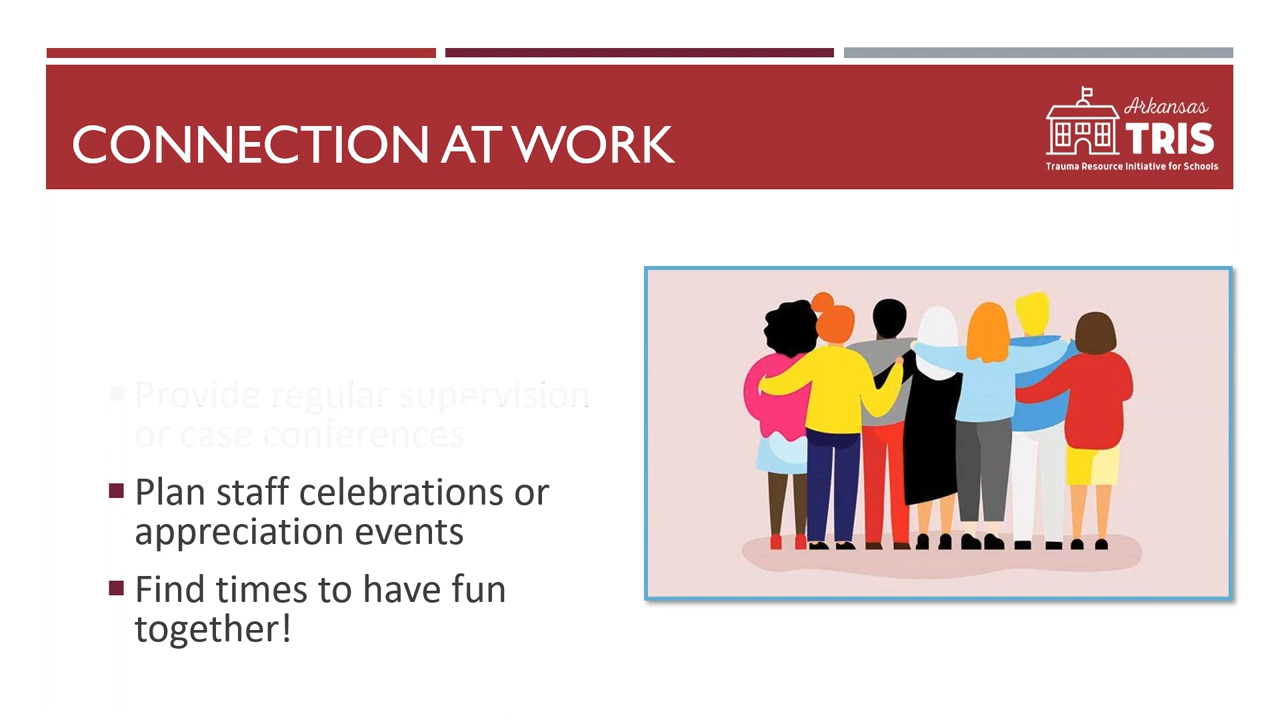 CONNECTION AT WORK
Arkansas
TRIS
Trauma Resource Initiative for Schools
Provide regular supervision
or case conferences
Plan staff celebrations or
appreciation events
Find times to have fun
together!